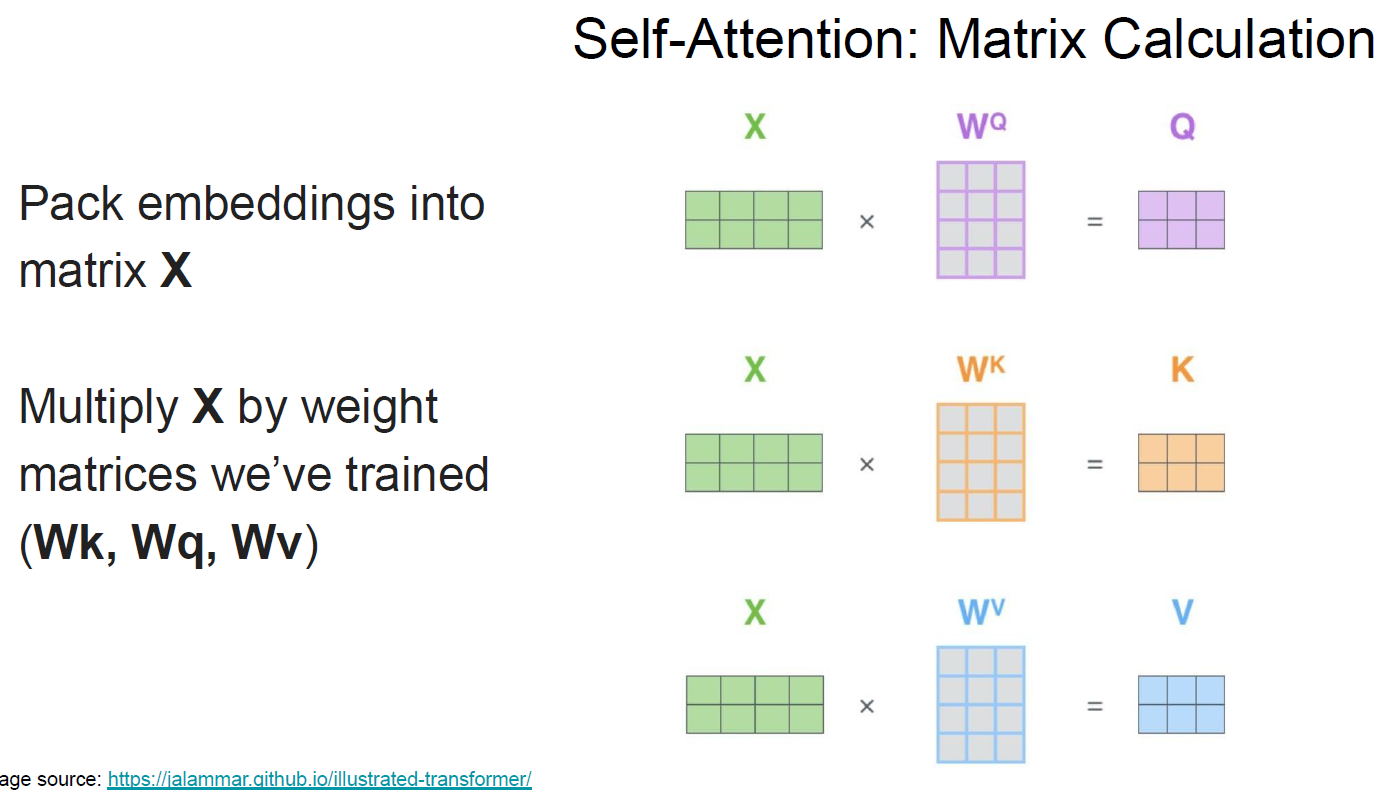 Self-Attention: Matrix Calculation
Pack embeddings into
matrix X
Multiply X by weight
matrices we’ve trained
(Wk, Wq, Wv)
X
W^Q
Q
×
=
X
W^K
K
×
=
X
W^V
V
×
=
age source: https://jalammar.github.io/illustrated-transformer/